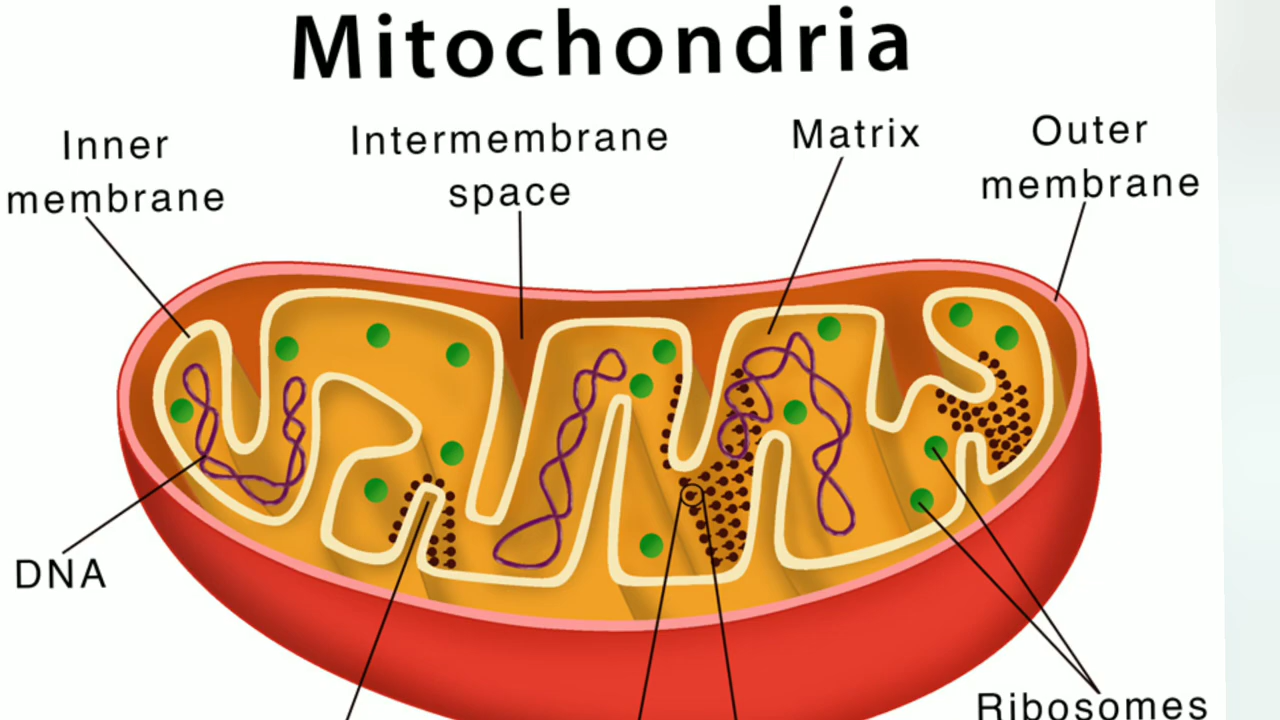 Mitochondria
Inner
membrane
Intermembrane
space
Matrix
Outer
membrane
DNA
Ribosomes